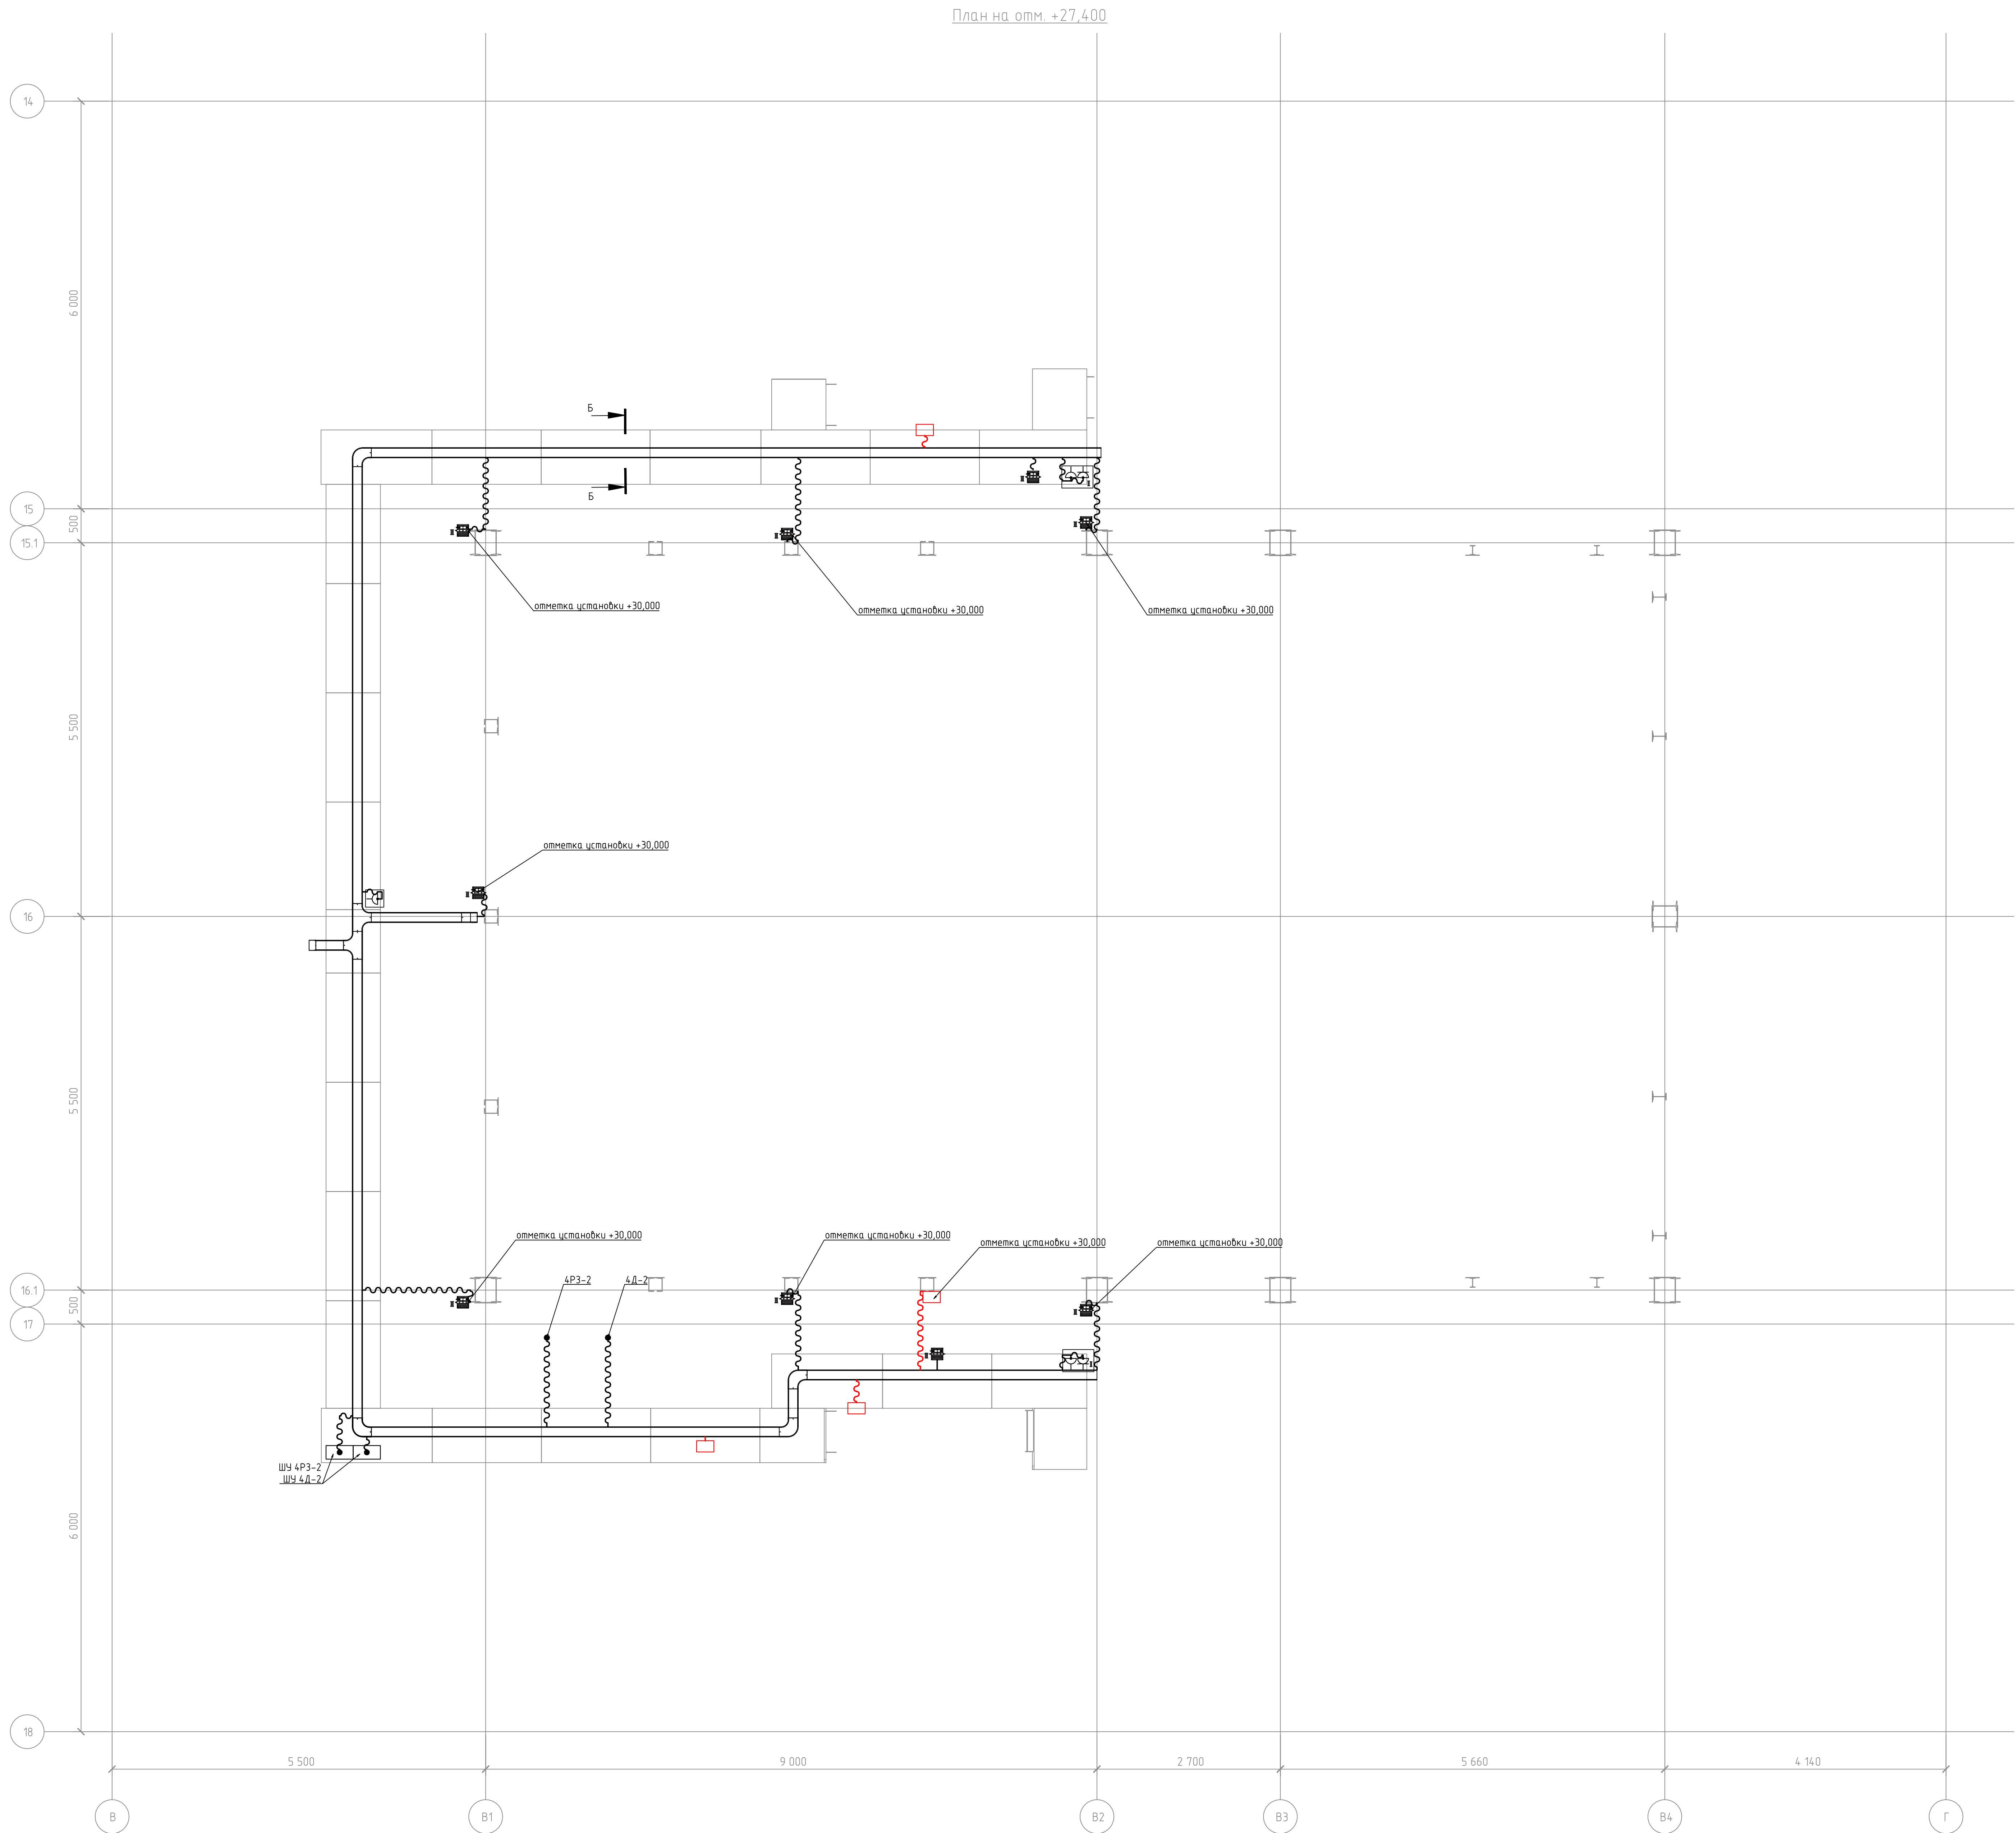 План на отм. +27,400
14
6 000
Б
Б
15
500
15.1
отметка установки +30,000
отметка установки +30,000
отметка установки +30,000
5 500
отметка установки +30,000
16
5 500
отметка установки +30,000
отметка установки +30,000
отметка установки +30,000
отметка установки +30,000
4РЗ-2
4Д-2
16.1
500
17
ШУ 4РЗ-2
ШУ 4Д-2
6 000
18
5 500
9 000
2 700
5 660
4 140
В
В1
В2
В3
В4
Г